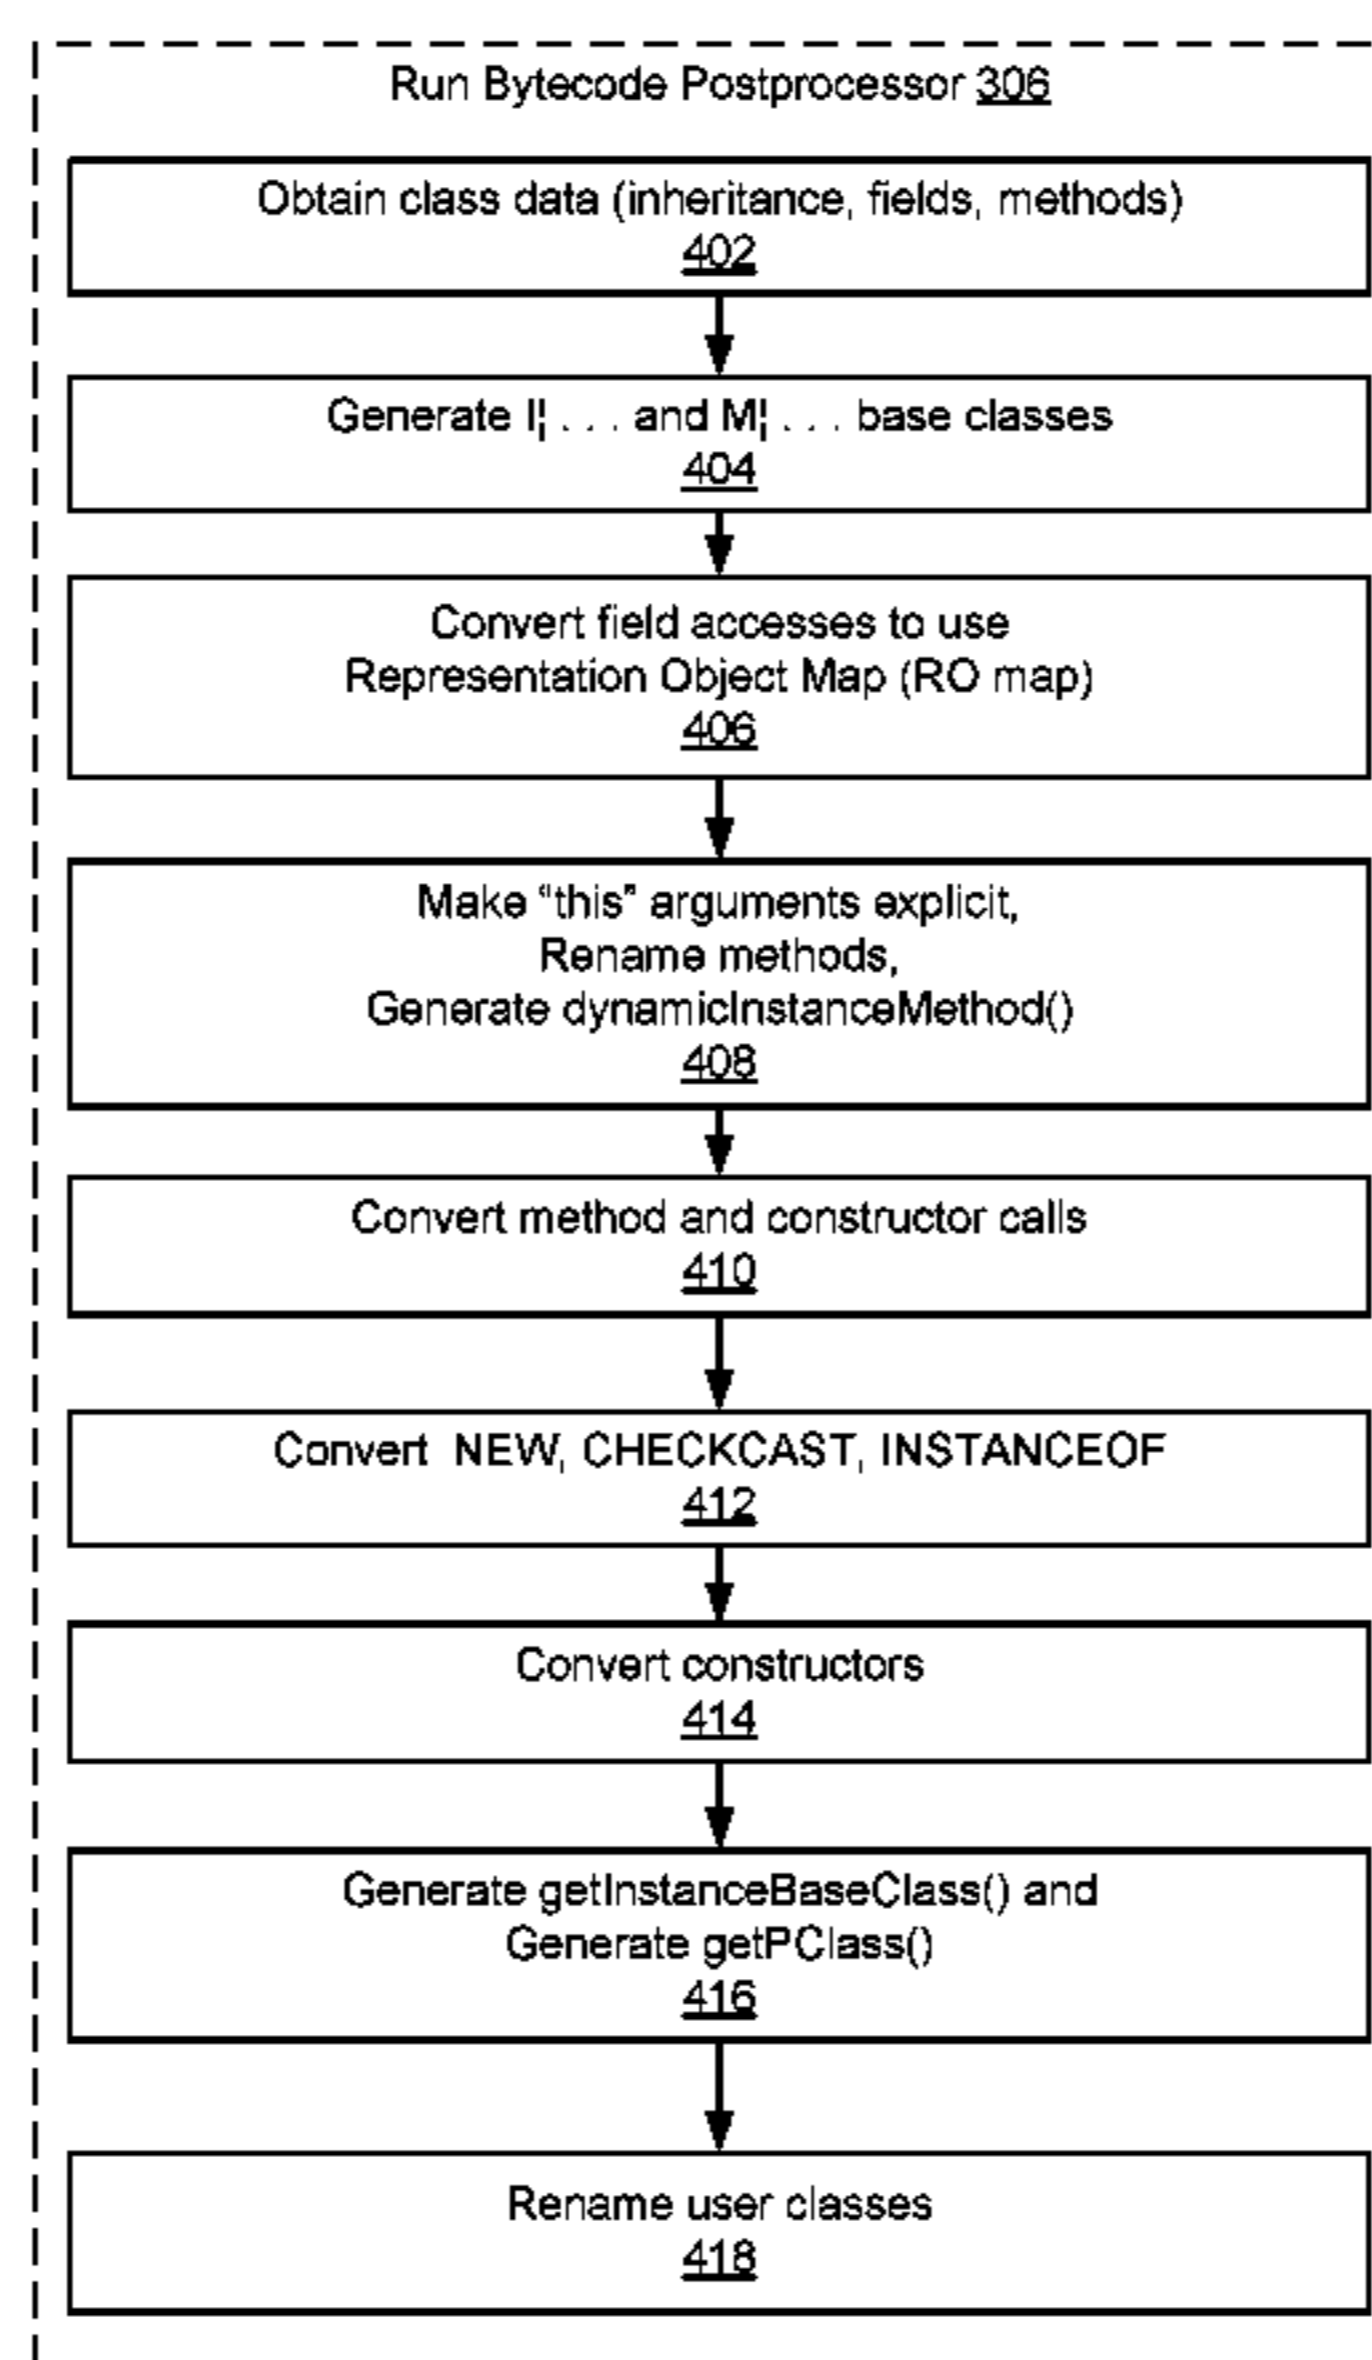 Run Bytecode Postprocessor 306
Obtain class data (inheritance, fields, methods)
402
Generate I¦ . . . and M¦ . . . base classes
404
Convert field accesses to use
Representation Object Map (RO map)
406
Make “this” arguments explicit,
Rename methods,
Generate dynamicInstanceMethod()
408
Convert method and constructor calls
410
Convert NEW, CHECKCAST, INSTANCEOF
412
Convert constructors
414
Generate getInstanceBaseClass() and
Generate getPClass()
416
Rename user classes
418